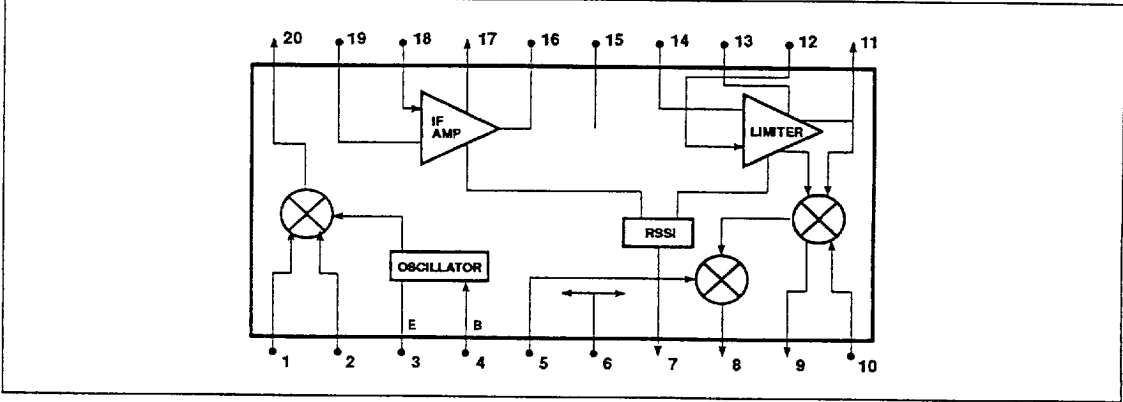 20 19 18 17 16 15 14 13 12 11
IF
AMP
LIMITER
RSSI
OSCILLATOR
E B
1 2 3 4 5 6 7 8 9 10